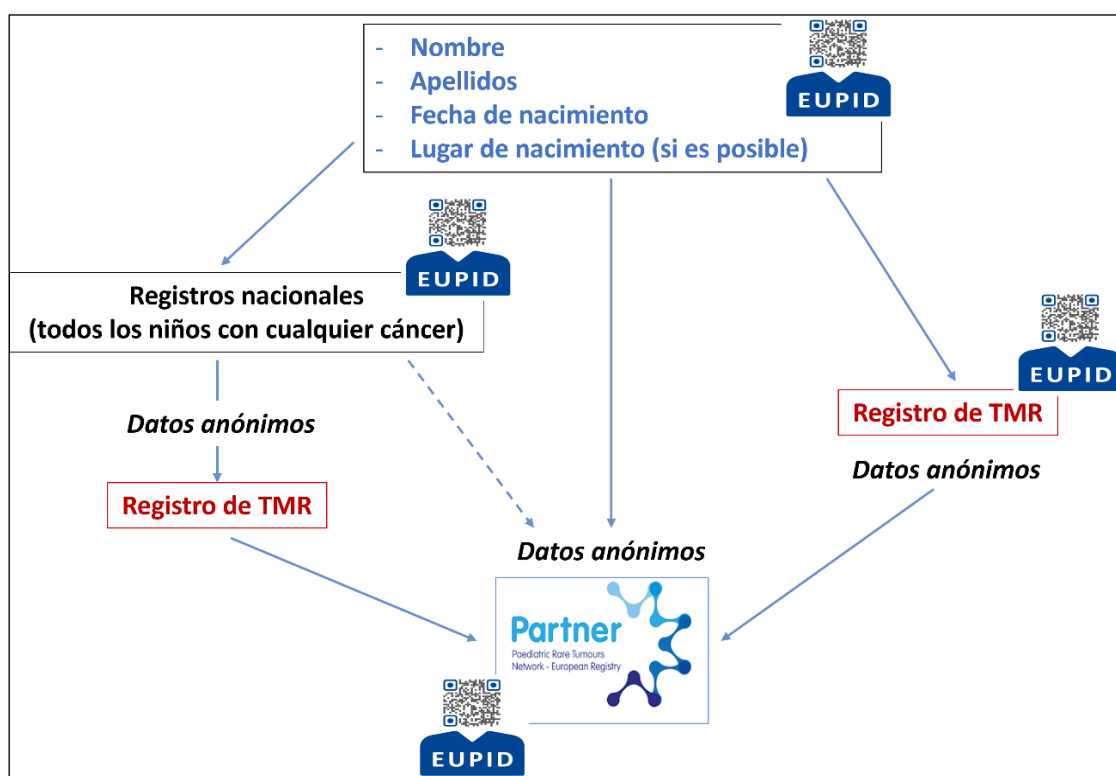 - Nombre
- Apellidos
- Fecha de nacimiento
- Lugar de nacimiento (si es posible)
EUPID
EUPID
Registros nacionales
(todos los niños con cualquier cáncer)
EUPID
Registro de TMR
Datos anónimos
Datos anónimos
Registro de TMR
Datos anónimos
Partner
Paediatric Rare Tumours
Network - European Registry
EUPID